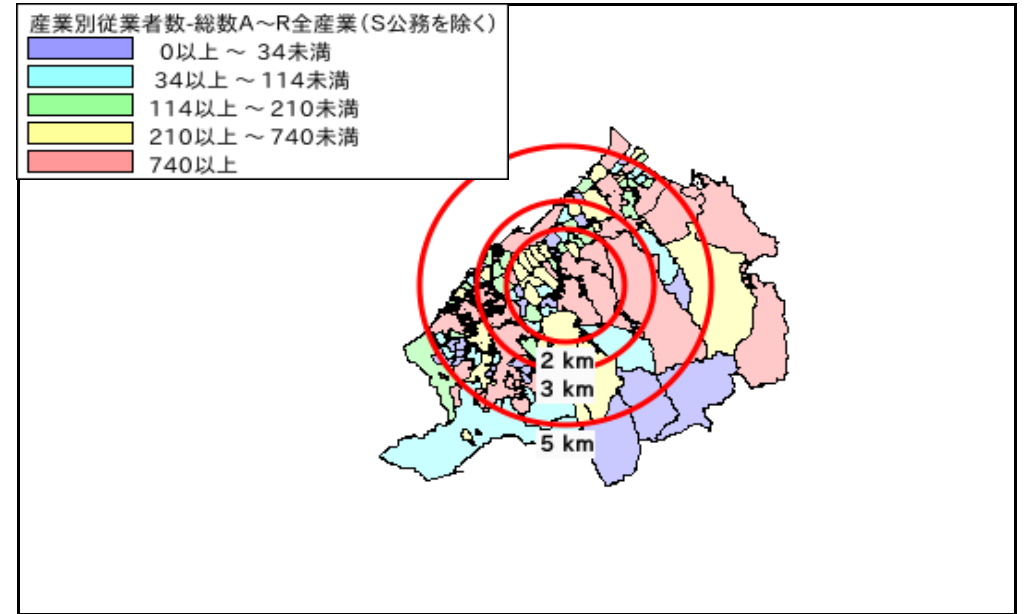 産業別従業者数-総数A～R全産業(S公務を除く)
0以上 ～ 34未満
34以上 ～ 114未満
114以上 ～ 210未満
210以上 ～ 740未満
740以上
2 km
3 km
5 km